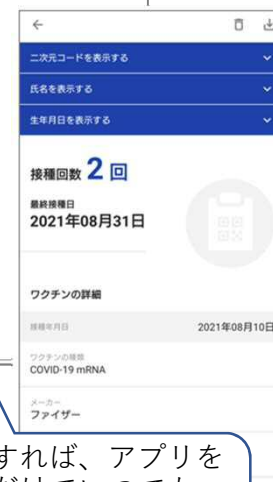 二次元コードを表示する
氏名を表示する
生年月日を表示する
接種回数 2 回
最終接種日
2021年08月31日
ワクチンの詳細
接種年月日 2021年08月10日
ワクチンの種類
COVID-19 mRNA
メーカー
ファイザー
すれば、アプリを